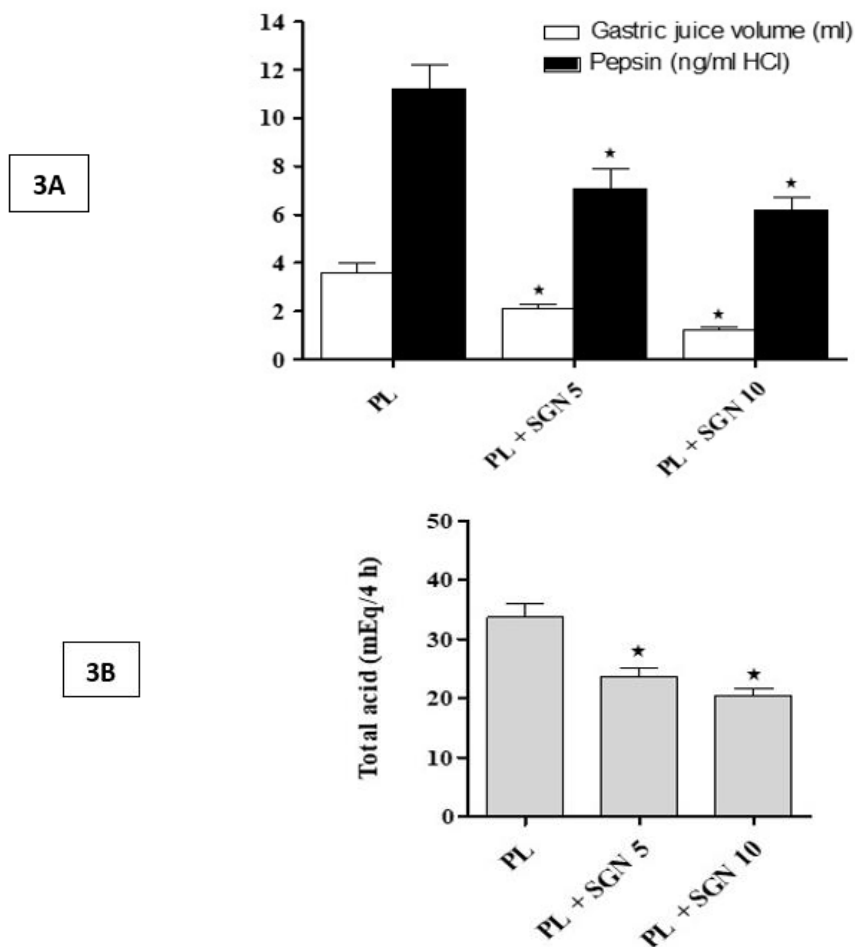 14
12
10
8
6
4
2
0
Gastric juice volume (ml)
Pepsin (ng/ml HCl)
3A
★
★
★
★
PL
PL + SGN 5
PL + SGN 10
3B
Total acid (mEq/4 h)
50
40
30
20
10
0
★
★
PL
PL + SGN 5
PL + SGN 10